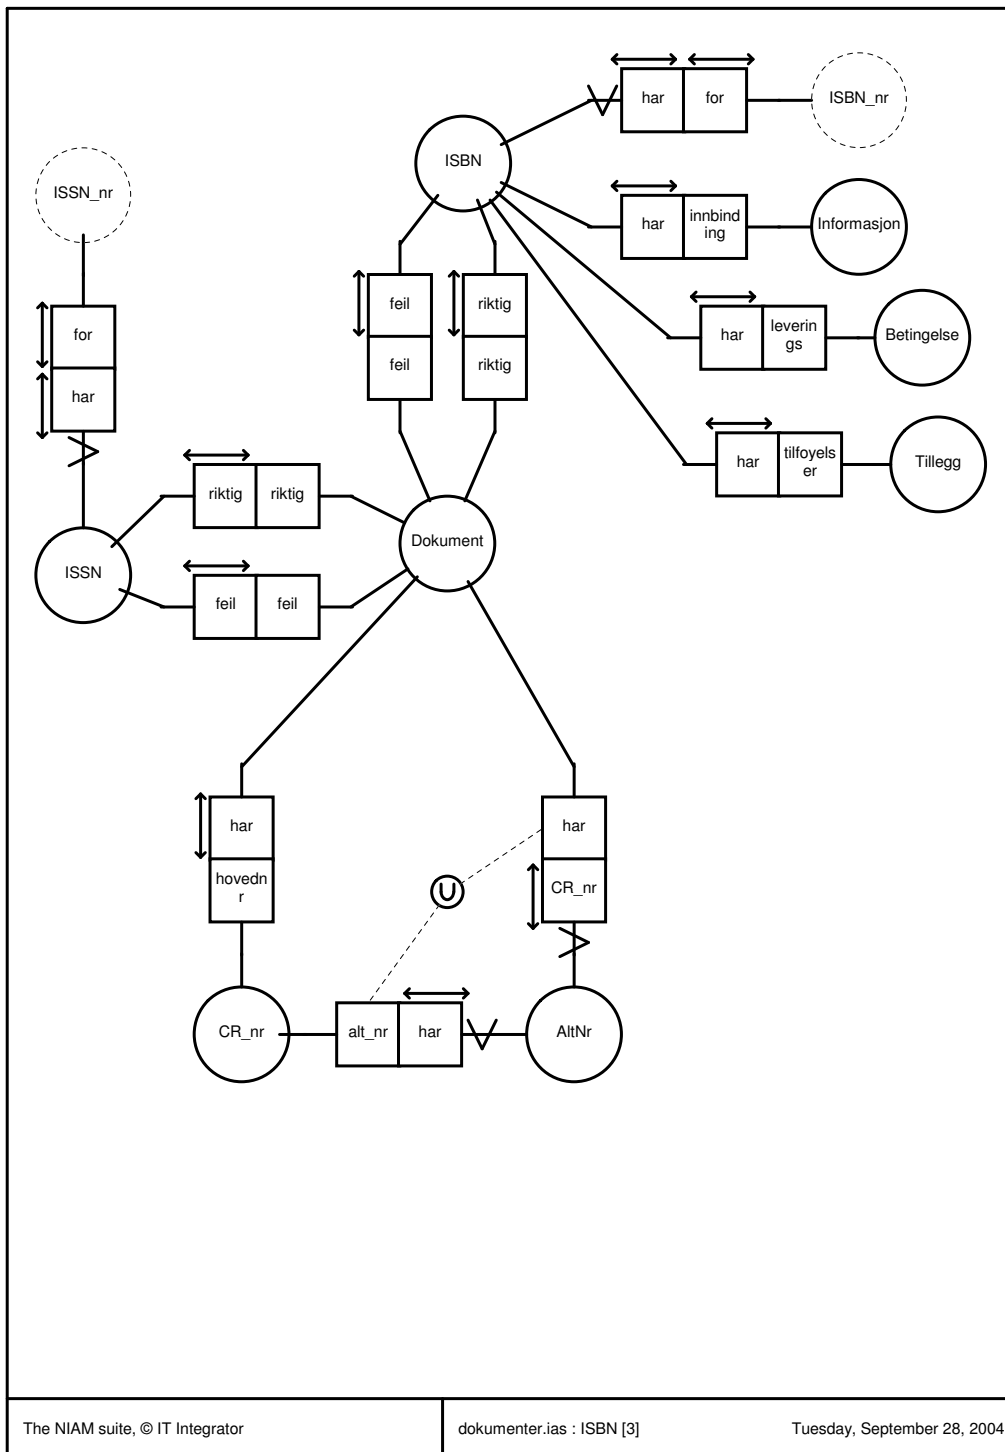 har for ISBN_nr
ISBN
ISSN_nr
har innbind
ing Informasjon
feil riktig
for
har leverin
gs Betingelse
feil riktig
har
har tilfoyels
er Tillegg
riktig riktig
Dokument
ISSN
feil feil
har har
hovedn
r
CR_nr
U
CR_nr alt_nr har AltNr
The NIAM suite, © IT Integrator
dokumenter.ias : ISBN [3]
Tuesday, September 28, 2004